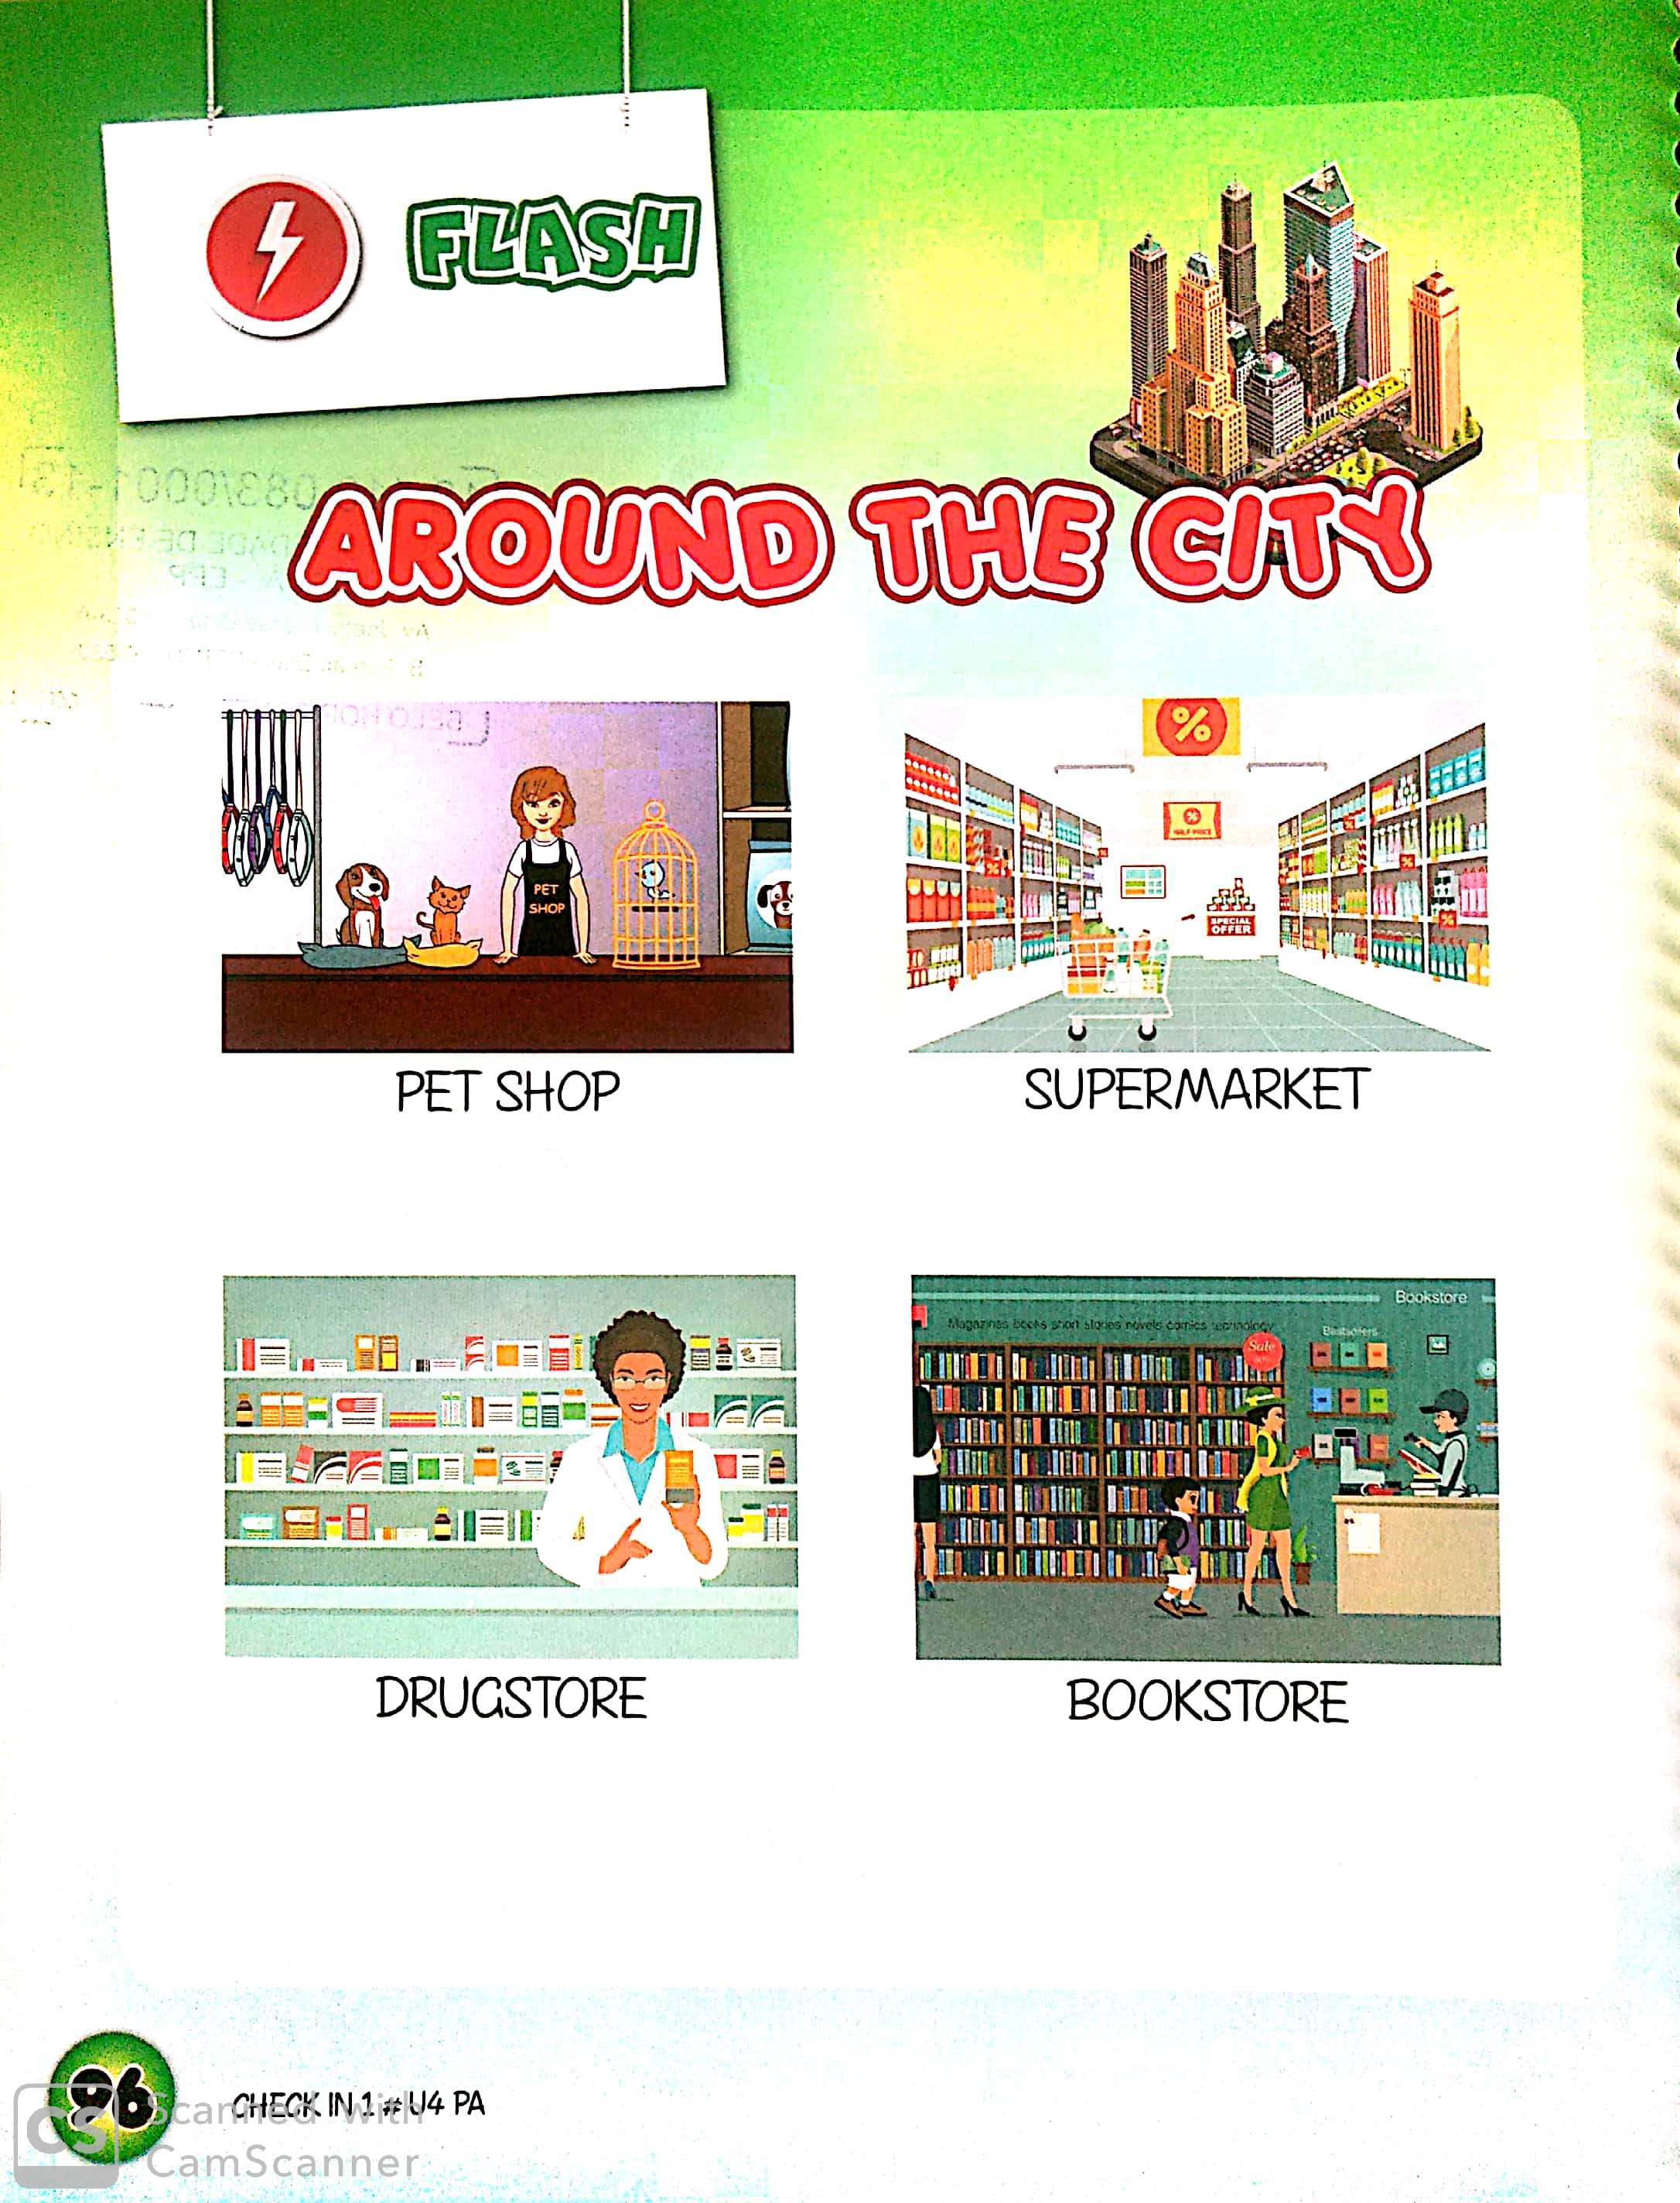 FLASH
AROUND THE CITY
PET
SHOP
%
%
HALF PRICE
SPECIAL
OFFER
PET SHOP
SUPERMARKET
Bookstore
Magazines books short stories novels comics technology
Bestsellers
Sale
DRUGSTORE
BOOKSTORE
96
CHECK IN 1 # U4 PA
CS
Scanned with
CamScanner